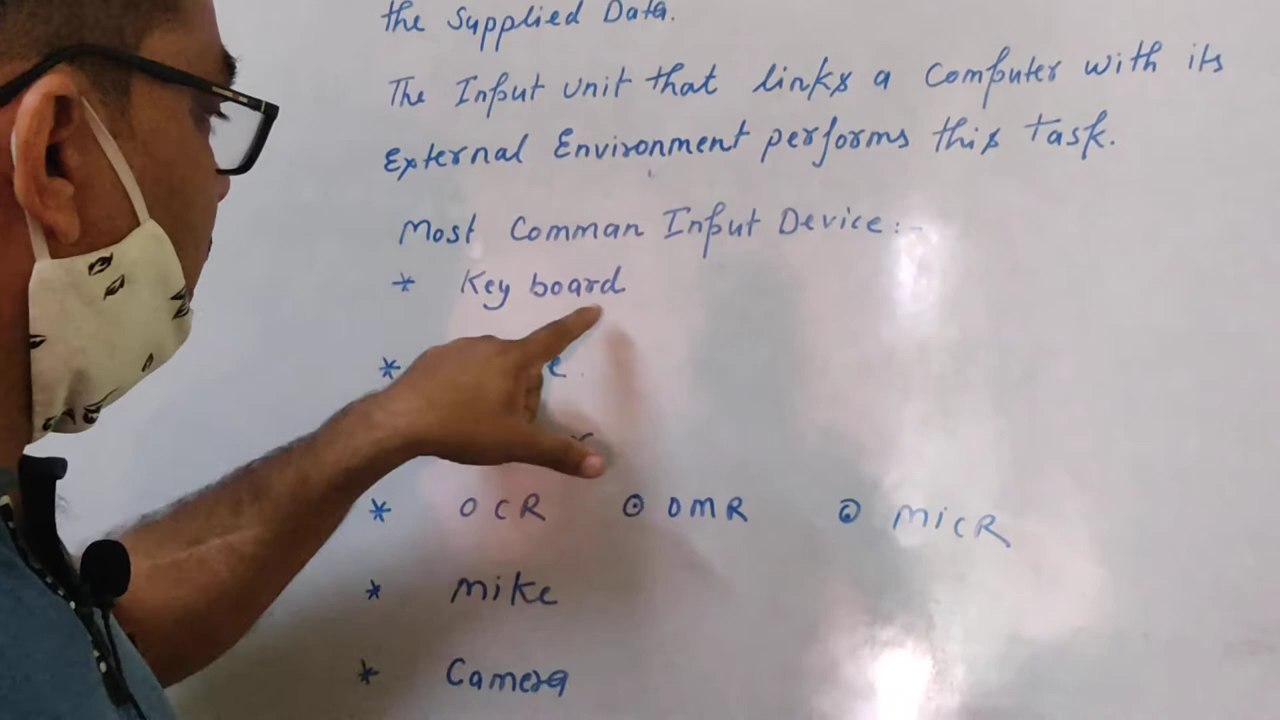 the Supplied Data.
The Input unit that links a Computer with its
External Environment performs this Task.
Most Comman Input Device:-
* Key board
*
* OCR ⊙ OMR ⊙ MICR
* Mike
* Camera